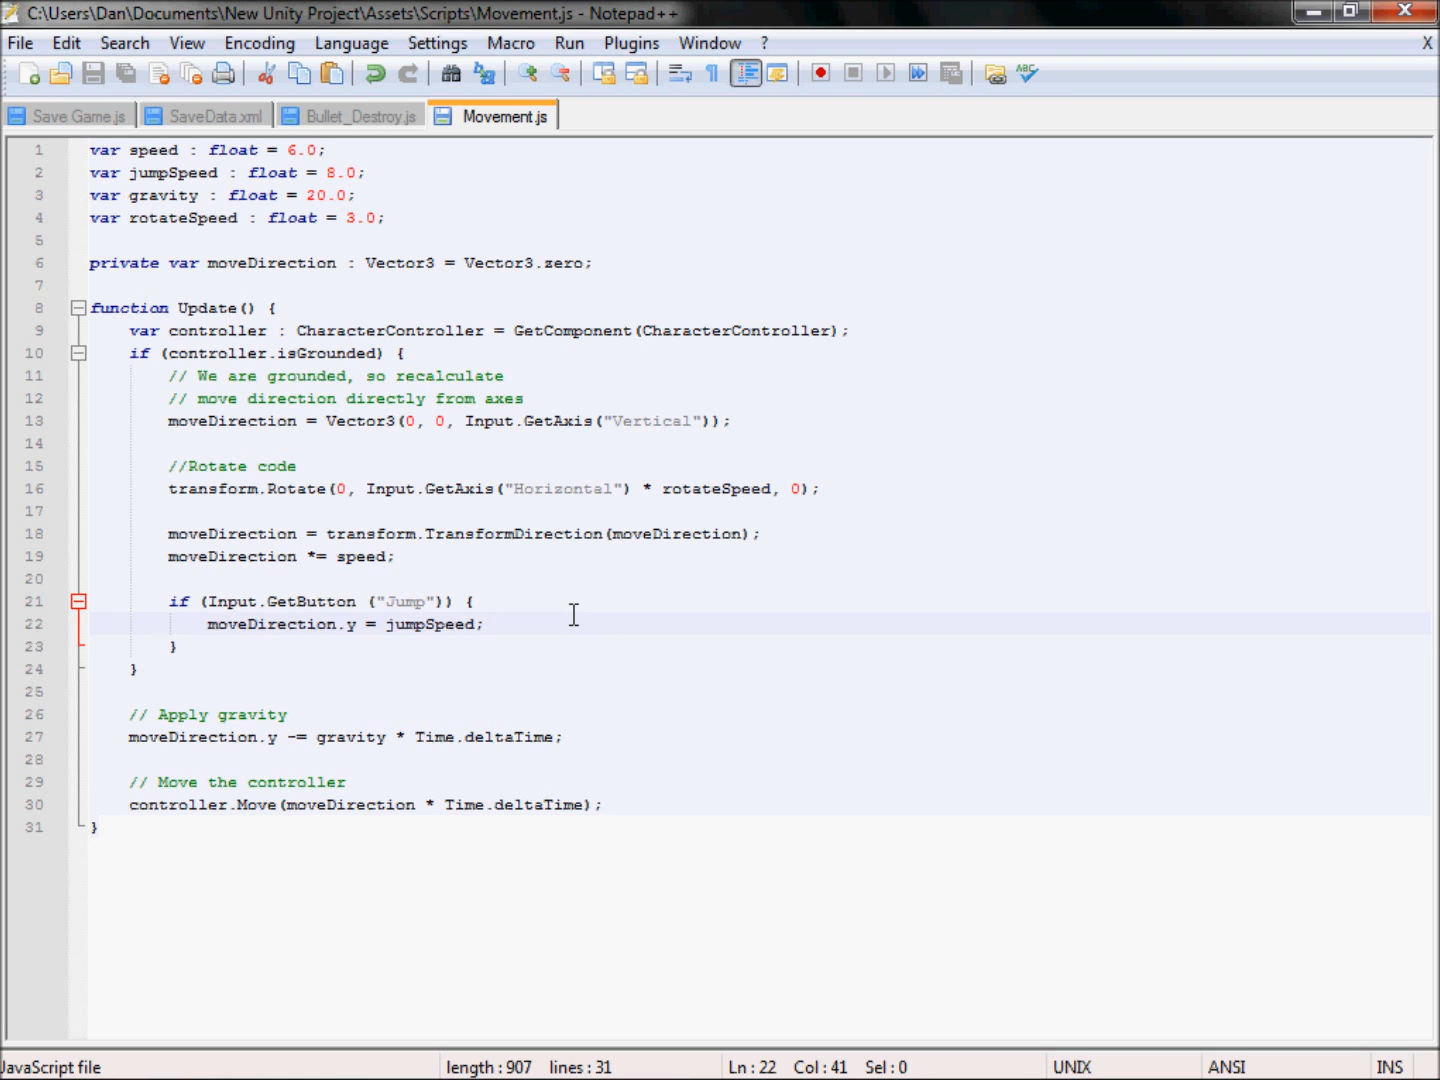 C:\Users\Dan\Documents\New Unity Project\Assets\Scripts\Movement.js - Notepad++
File Edit Search View Encoding Language Settings Macro Run Plugins Window ? X
Save Game.js SaveData.xml Bullet_Destroy.js Movement.js
1 var speed : float = 6.0;
2 var jumpSpeed : float = 8.0;
3 var gravity : float = 20.0;
4 var rotateSpeed : float = 3.0;
5
6 private var moveDirection : Vector3 = Vector3.zero;
7
8 function Update() {
9 var controller : CharacterController = GetComponent(CharacterController);
10 if (controller.isGrounded) {
11 // We are grounded, so recalculate
12 // move direction directly from axes
13 moveDirection = Vector3(0, 0, Input.GetAxis("Vertical"));
14
15 //Rotate code
16 transform.Rotate(0, Input.GetAxis("Horizontal") * rotateSpeed, 0);
17
18 moveDirection = transform.TransformDirection(moveDirection);
19 moveDirection *= speed;
20
21 if (Input.GetButton ("Jump")) {
22 moveDirection.y = jumpSpeed;
23 }
24 }
25
26 // Apply gravity
27 moveDirection.y -= gravity * Time.deltaTime;
28
29 // Move the controller
30 controller.Move(moveDirection * Time.deltaTime);
31 }
JavaScript file length : 907 lines : 31 Ln : 22 Col : 41 Sel : 0 UNIX ANSI INS